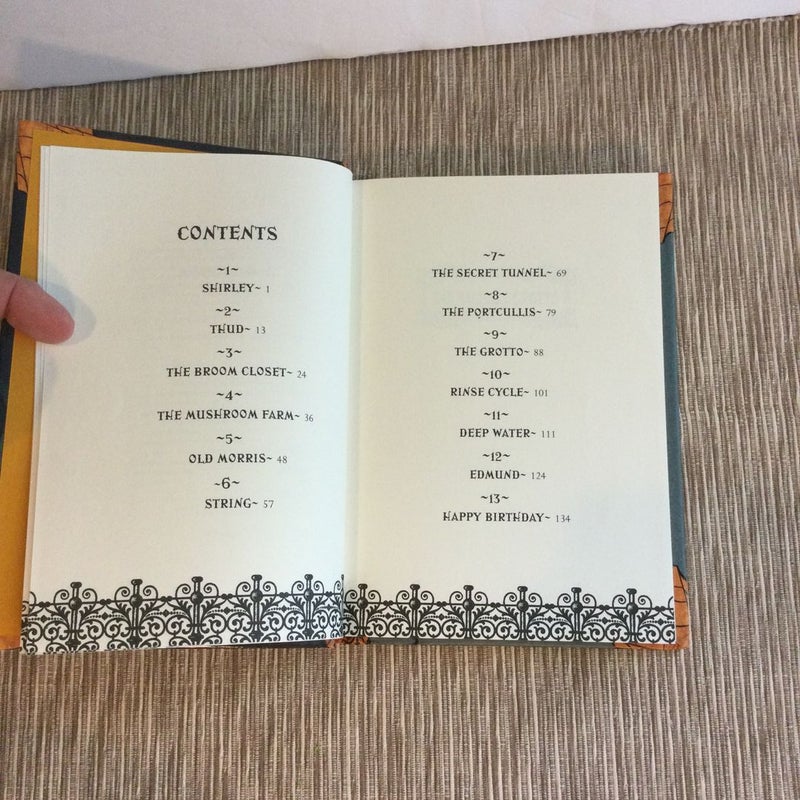 CONTENTS
~1~
SHIRLEY~ 1
~2~
THUD~ 13
~3~
THE BROOM CLOSET~ 24
~4~
THE MUSHROOM FARM~ 36
~5~
OLD MORRIS~ 48
~6~
STRING~ 57
~7~
THE SECRET TUNNEL~ 69
~8~
THE PORTCULLIS~ 79
~9~
THE GROTTO~ 88
~10~
RINSE CYCLE~ 101
~11~
DEEP WATER~ 111
~12~
EDMUND~ 124
~13~
HAPPY BIRTHDAY~ 134